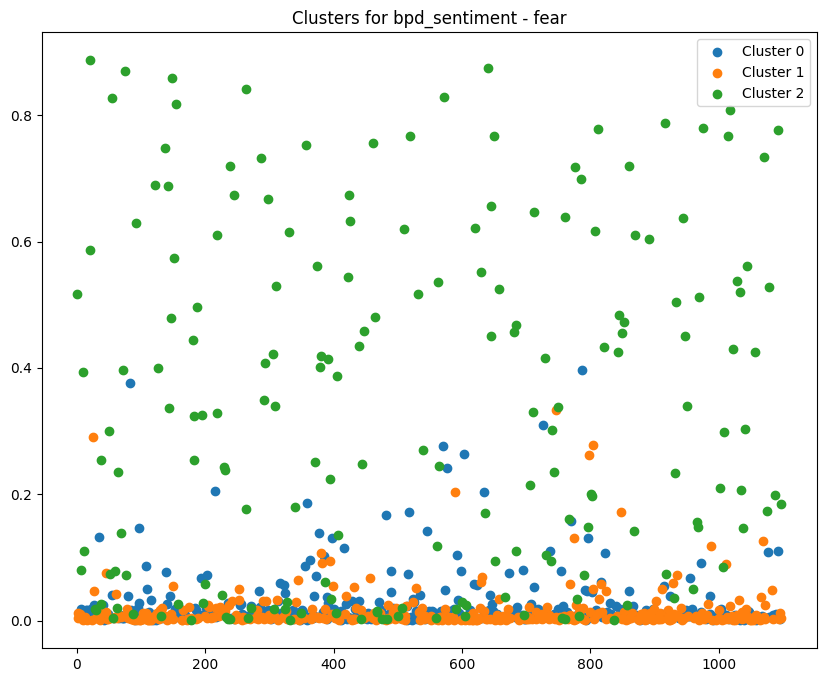 Clusters for bpd_sentiment - fear
Cluster 0
Cluster 1
Cluster 2
0.8
0.6
0.4
0.2
0.0
0 200 400 600 800 1000